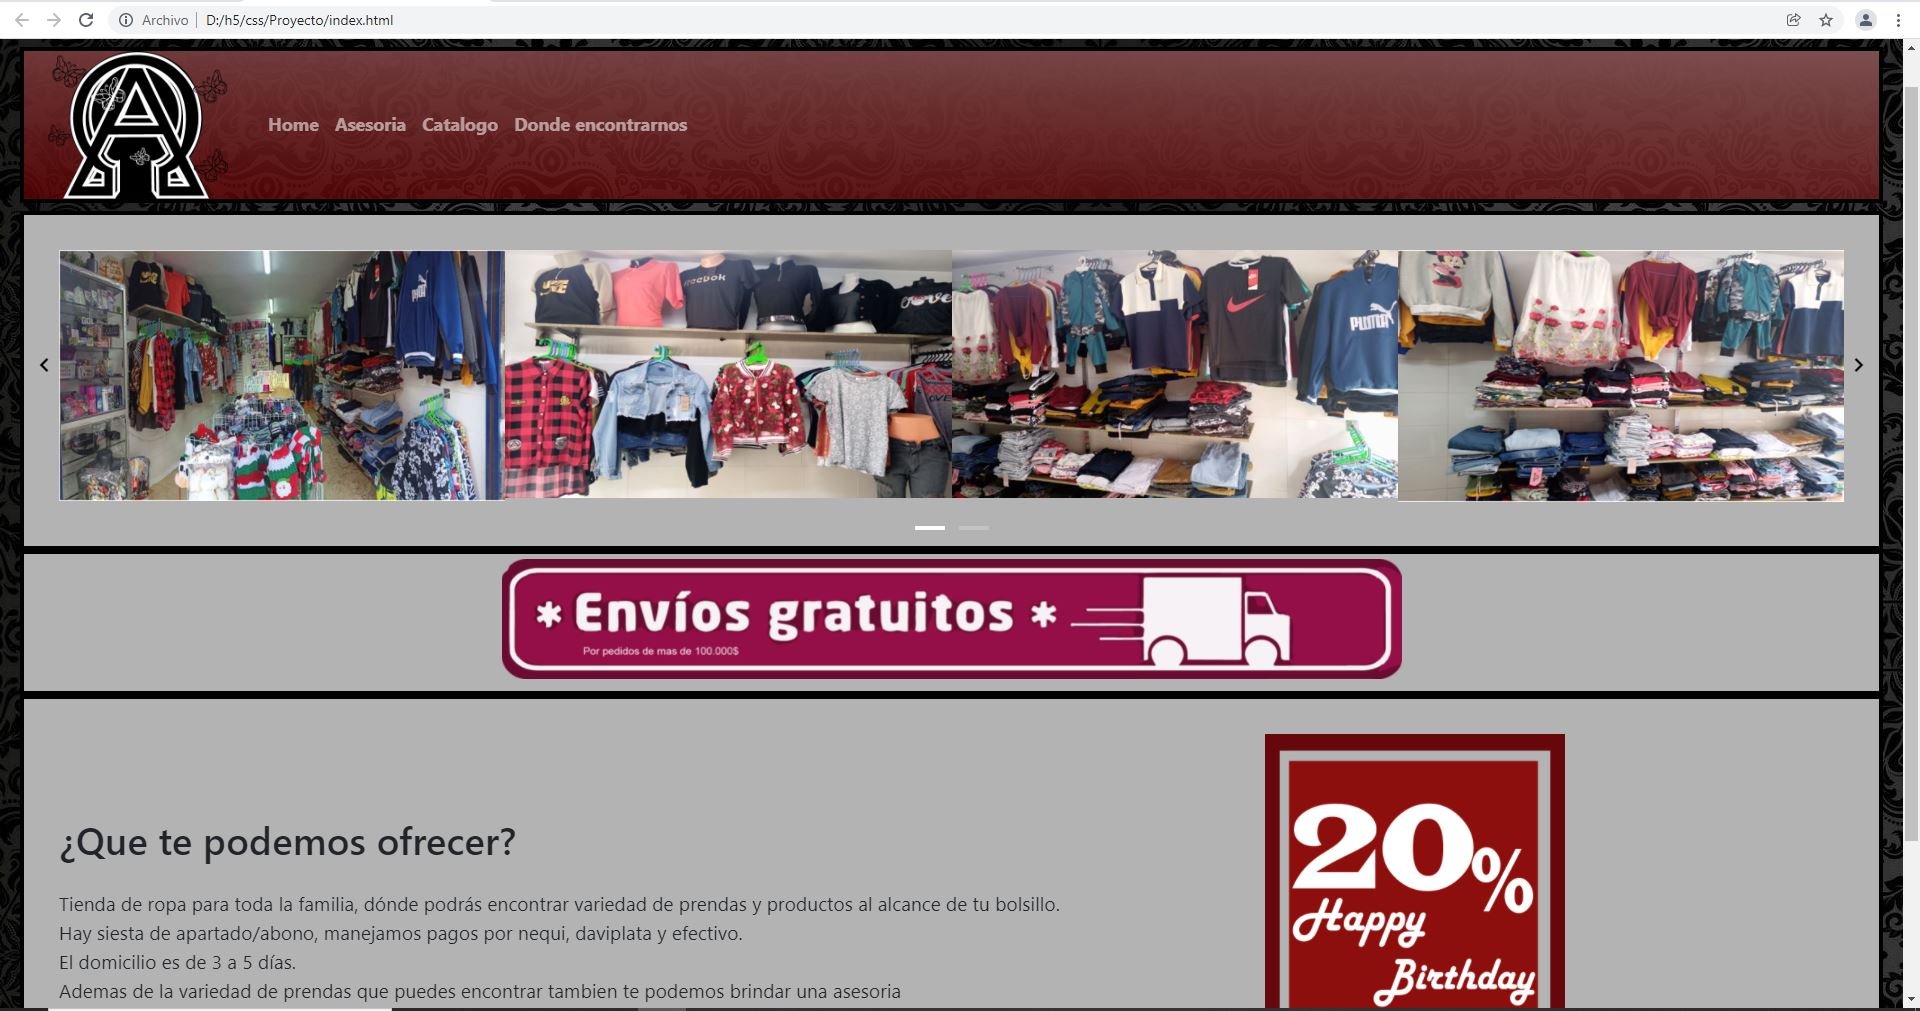 Archivo | D:/h5/css/Proyecto/index.html
Home Asesoria Catalogo Donde encontrarnos
reebok
Love
PUMA
* Envíos gratuitos *
Por pedidos de mas de 100.000$
¿Que te podemos ofrecer?
Tienda de ropa para toda la familia, dónde podrás encontrar variedad de prendas y productos al alcance de tu bolsillo.
Hay siesta de apartado/abono, manejamos pagos por nequi, daviplata y efectivo.
El domicilio es de 3 a 5 días.
Ademas de la variedad de prendas que puedes encontrar tambien te podemos brindar una asesoria
20%
Happy
Birthday